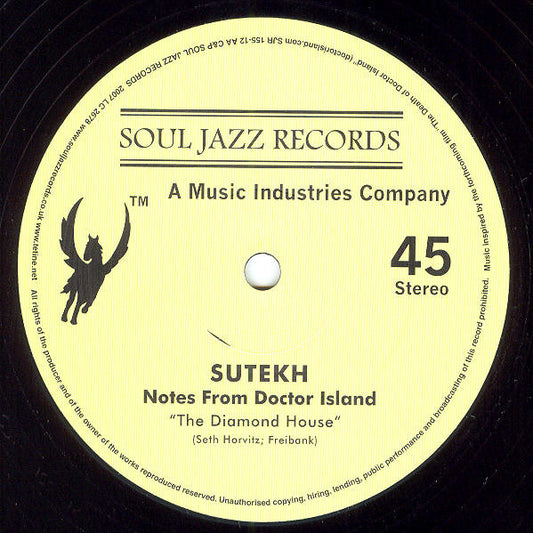 SOUL JAZZ RECORDS
TM
A Music Industries Company
45
Stereo
SUTEKH
Notes From Doctor Island
"The Diamond House"
(Seth Horvitz; Freibank)
All rights of the producer and of the owner of the works reproduced reserved. Unauthorised copying, hiring, lending, public performance and broadcasting of this record prohibited. Music inspired by the forthcoming film "The Death of Doctor Island" (doctorisland.com SJR 155-12 AA C&P SOUL JAZZ RECORDS 2007 LC 2678 www.souljazzrecords.co.uk www.teline.net